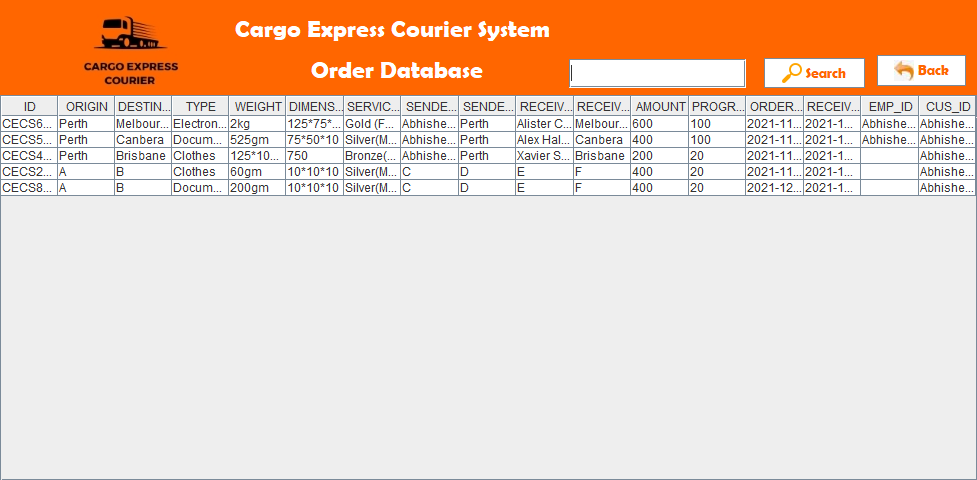 Cargo Express Courier System
CARGO EXPRESS
COURIER
Order Database
Search
Back
ID ORIGIN DESTIN... TYPE WEIGHT DIMENS... SERVIC... SENDE... SENDE... RECEIV... RECEIV... AMOUNT PROGR... ORDER... RECEIV... EMP_ID CUS_ID
CECS6... Perth Melbour... Electron... 2kg 125*75*... Gold (F... Abhishe... Perth Alister C... Melbour... 600 100 2021-11... 2021-1... Abhishe... Abhishe...
CECS5... Perth Canbera Docum... 525gm 75*50*10 Silver(M... Abhishe... Perth Alex Hal... Canbera 400 100 2021-11... 2021-1... Abhishe... Abhishe...
CECS4... Perth Brisbane Clothes 125*10... 750 Bronze(... Abhishe... Perth Xavier S... Brisbane 200 20 2021-11... 2021-1... Abhishe...
CECS2... A B Clothes 60gm 10*10*10 Silver(M... C D E F 400 20 2021-11... 2021-1... Abhishe...
CECS8... A B Docum... 200gm 10*10*10 Silver(M... C D E F 400 20 2021-12... 2021-1... Abhishe...